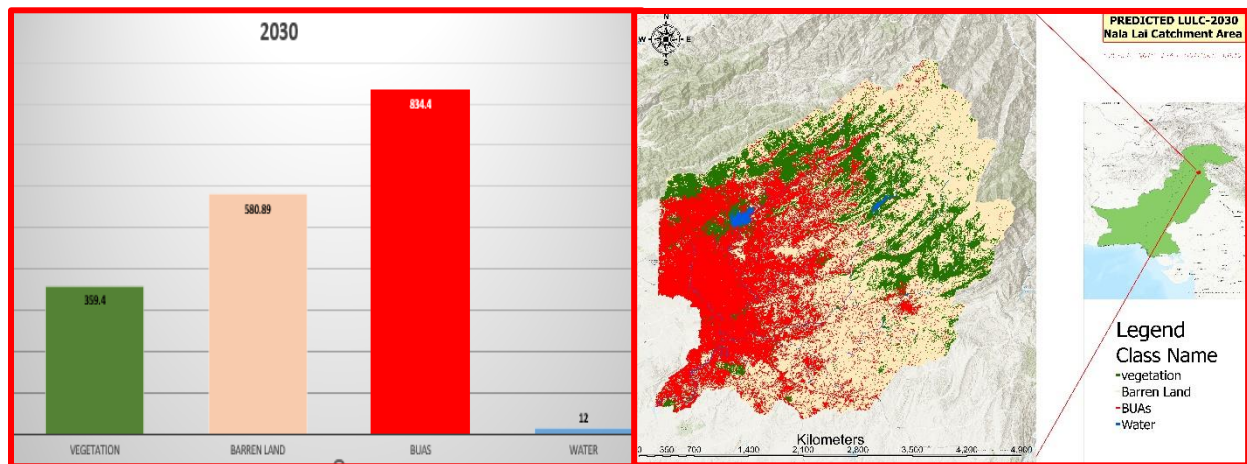 2030
834.4
580.89
359.4
12
VEGETATION BARREN LAND BUAS WATER
N
W E
S
PREDICTED LULC-2030
Nala Lai Catchment Area
Legend
Class Name
vegetation
Barren Land
BUAs
Water
Kilometers
0 350 700 1,400 2,100 2,800 3,500 4,200 4,900